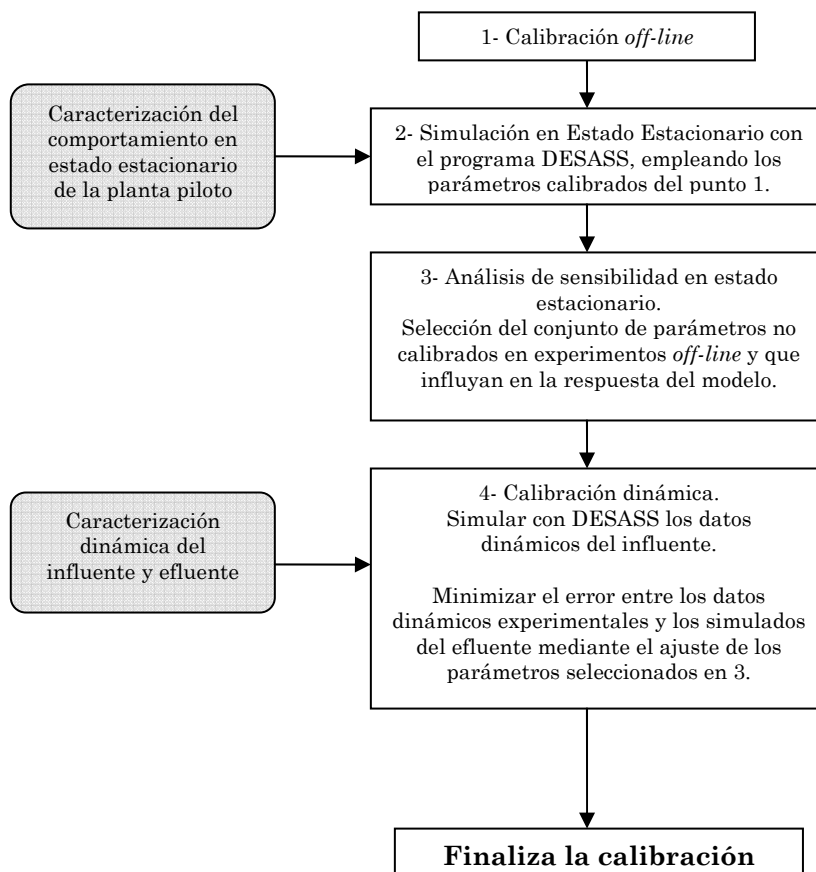 1- Calibración off-line
Caracterización del
comportamiento en
estado estacionario
de la planta piloto
2- Simulación en Estado Estacionario con
el programa DESASS, empleando los
parámetros calibrados del punto 1.
3- Análisis de sensibilidad en estado
estacionario.
Selección del conjunto de parámetros no
calibrados en experimentos off-line y que
influyan en la respuesta del modelo.
Caracterización
dinámica del
influente y efluente
4- Calibración dinámica.
Simular con DESASS los datos
dinámicos del influente.
Minimizar el error entre los datos
dinámicos experimentales y los simulados
del efluente mediante el ajuste de los
parámetros seleccionados en 3.
Finaliza la calibración